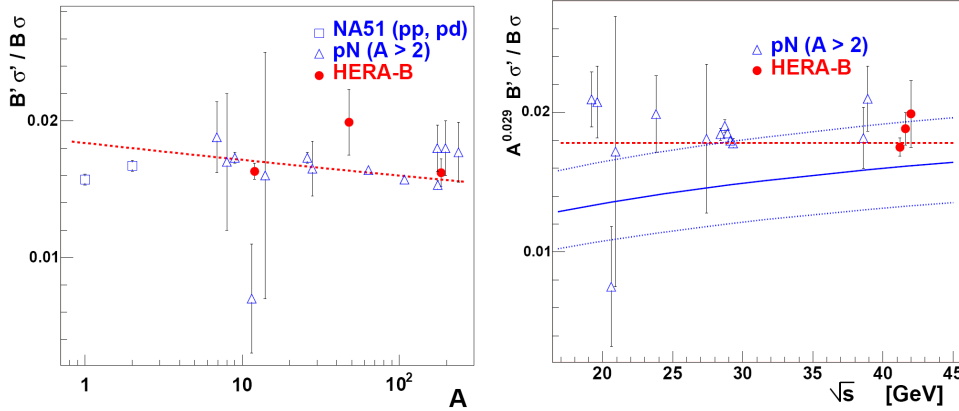 B' σ' / B σ
NA51 (pp, pd)
pN (A > 2)
HERA-B
0.02
0.01
1
10
10²
A
A^0.029 B' σ' / B σ
pN (A > 2)
HERA-B
0.02
0.01
20
25
30
35
40
45
√s [GeV]